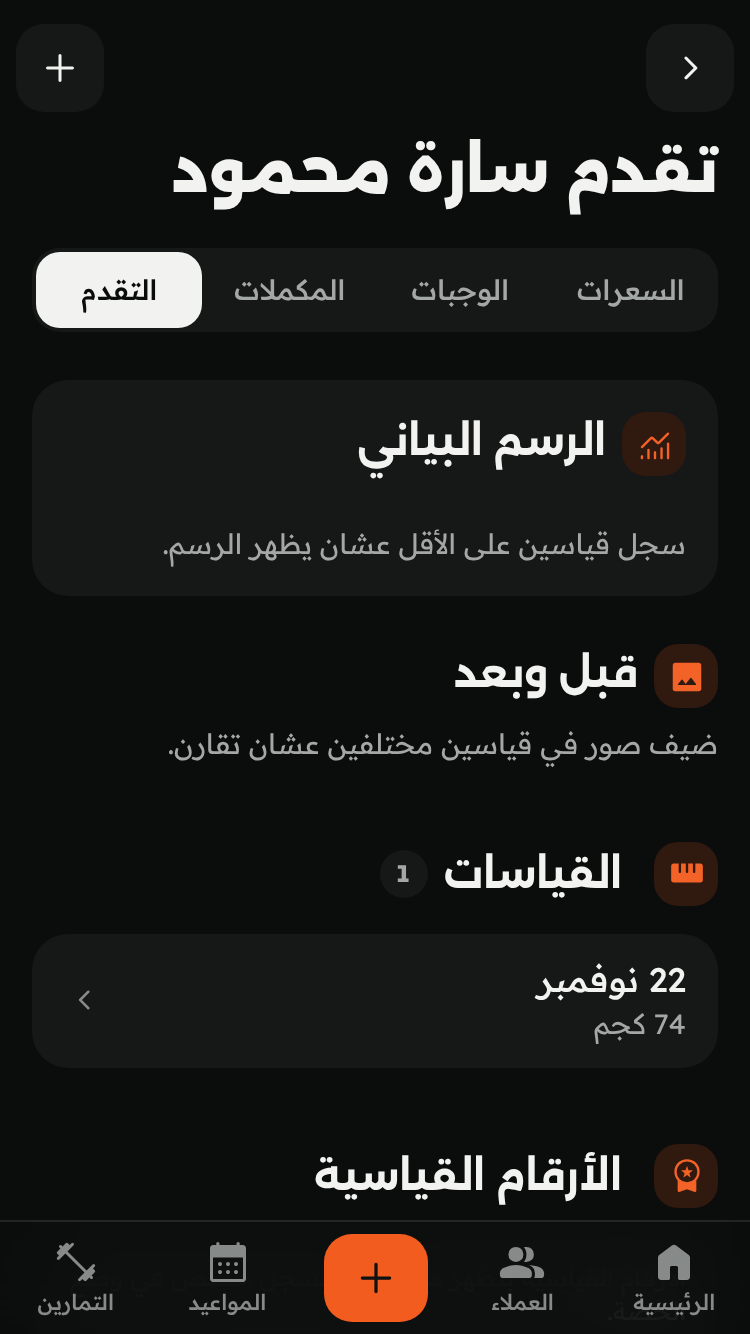 تقدم سارة محمود
السعرات
الوجبات
المكملات
التقدم
الرسم البياني
سجل قياسين على الأقل عشان يظهر الرسم.
قبل وبعد
ضيف صور في قياسين مختلفين عشان تقارن.
القياسات 1
22 نوفمبر
74 كجم
الأرقام القياسية
الرئيسية
العملاء
المواعيد
التمارين